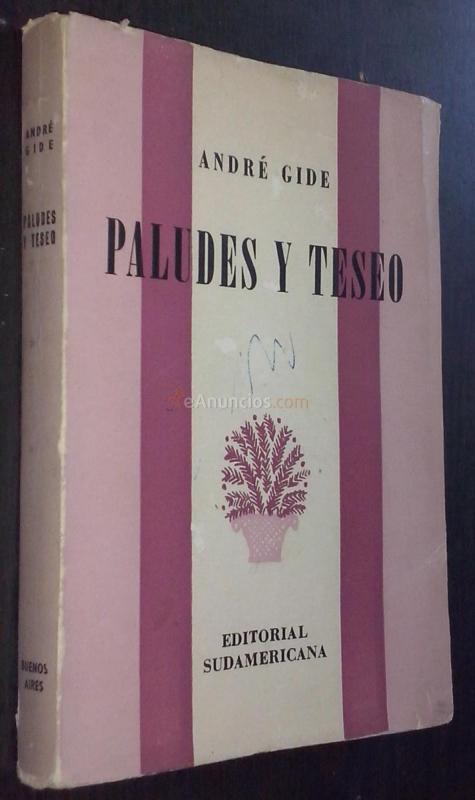 ANDRÉ
GIDE
PALUDES
Y TESEO
BUENOS
AIRES
ANDRÉ GIDE
PALUDES Y TESEO
eAnuncios.com
EDITORIAL
SUDAMERICANA